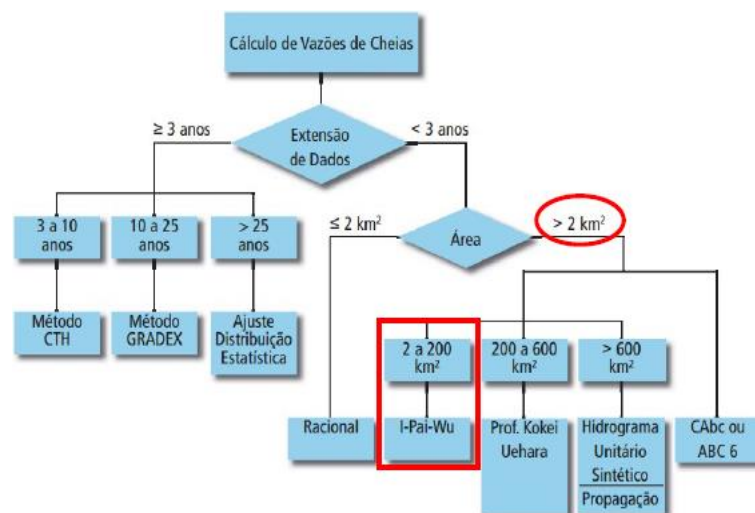 Cálculo de Vazões de Cheias
≥ 3 anos
Extensão
de Dados
< 3 anos
3 a 10
anos
10 a 25
anos
> 25
anos
≤ 2 km²
Área
> 2 km²
Método
CTH
Método
GRADEX
Ajuste
Distribuição
Estatística
2 a 200
km²
200 a 600
km²
> 600
km²
Racional
I-Pai-Wu
Prof. Kokei
Uehara
Hidrograma
Unitário
Sintético
Propagação
CAbc ou
ABC 6